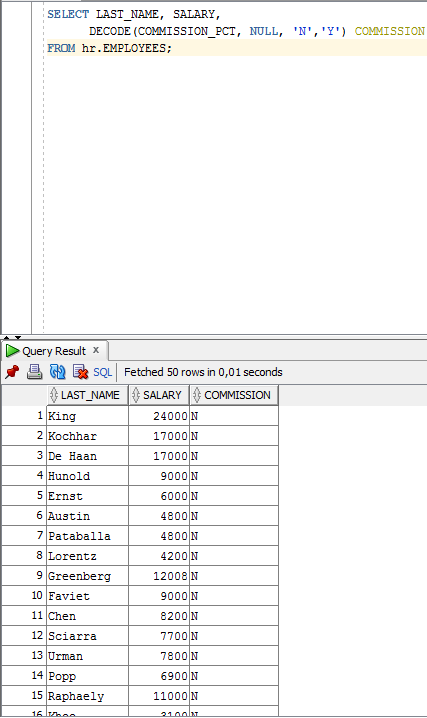 SELECT LAST_NAME, SALARY,
DECODE(COMMISSION_PCT, NULL, 'N','Y') COMMISSION
FROM hr.EMPLOYEES;
Query Result x
SQL Fetched 50 rows in 0,01 seconds
LAST_NAME SALARY COMMISSION
1 King 24000 N
2 Kochhar 17000 N
3 De Haan 17000 N
4 Hunold 9000 N
5 Ernst 6000 N
6 Austin 4800 N
7 Pataballa 4800 N
8 Lorentz 4200 N
9 Greenberg 12008 N
10 Faviet 9000 N
11 Chen 8200 N
12 Sciarra 7700 N
13 Urman 7800 N
14 Popp 6900 N
15 Raphaely 11000 N
16 Khoo 3100 N